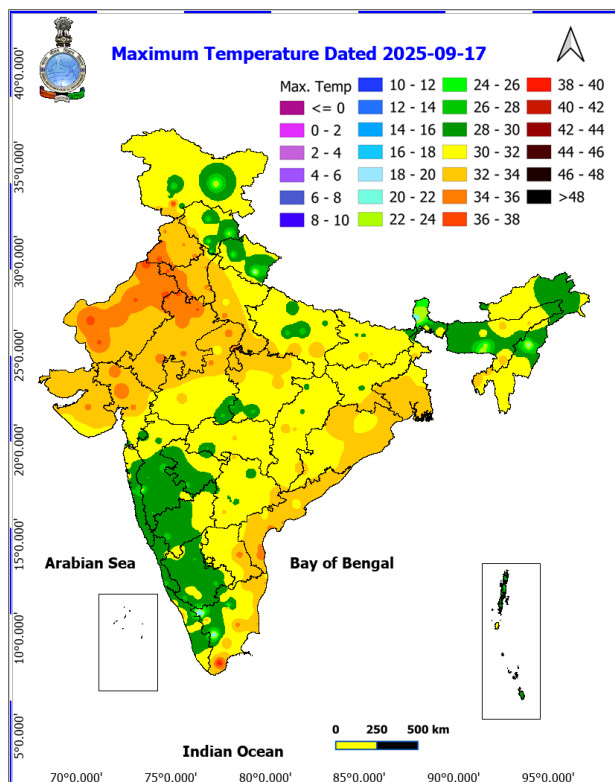 Maximum Temperature Dated 2025-09-17
Max. Temp
<= 0
0 - 2
2 - 4
4 - 6
6 - 8
8 - 10
10 - 12
12 - 14
14 - 16
16 - 18
18 - 20
20 - 22
22 - 24
24 - 26
26 - 28
28 - 30
30 - 32
32 - 34
34 - 36
36 - 38
38 - 40
40 - 42
42 - 44
44 - 46
46 - 48
>48
40°0.000'
35°0.000'
30°0.000'
25°0.000'
20°0.000'
15°0.000'
10°0.000'
5°0.000'
Arabian Sea
Bay of Bengal
0 250 500 km
Indian Ocean
70°0.000' 75°0.000' 80°0.000' 85°0.000' 90°0.000' 95°0.000'